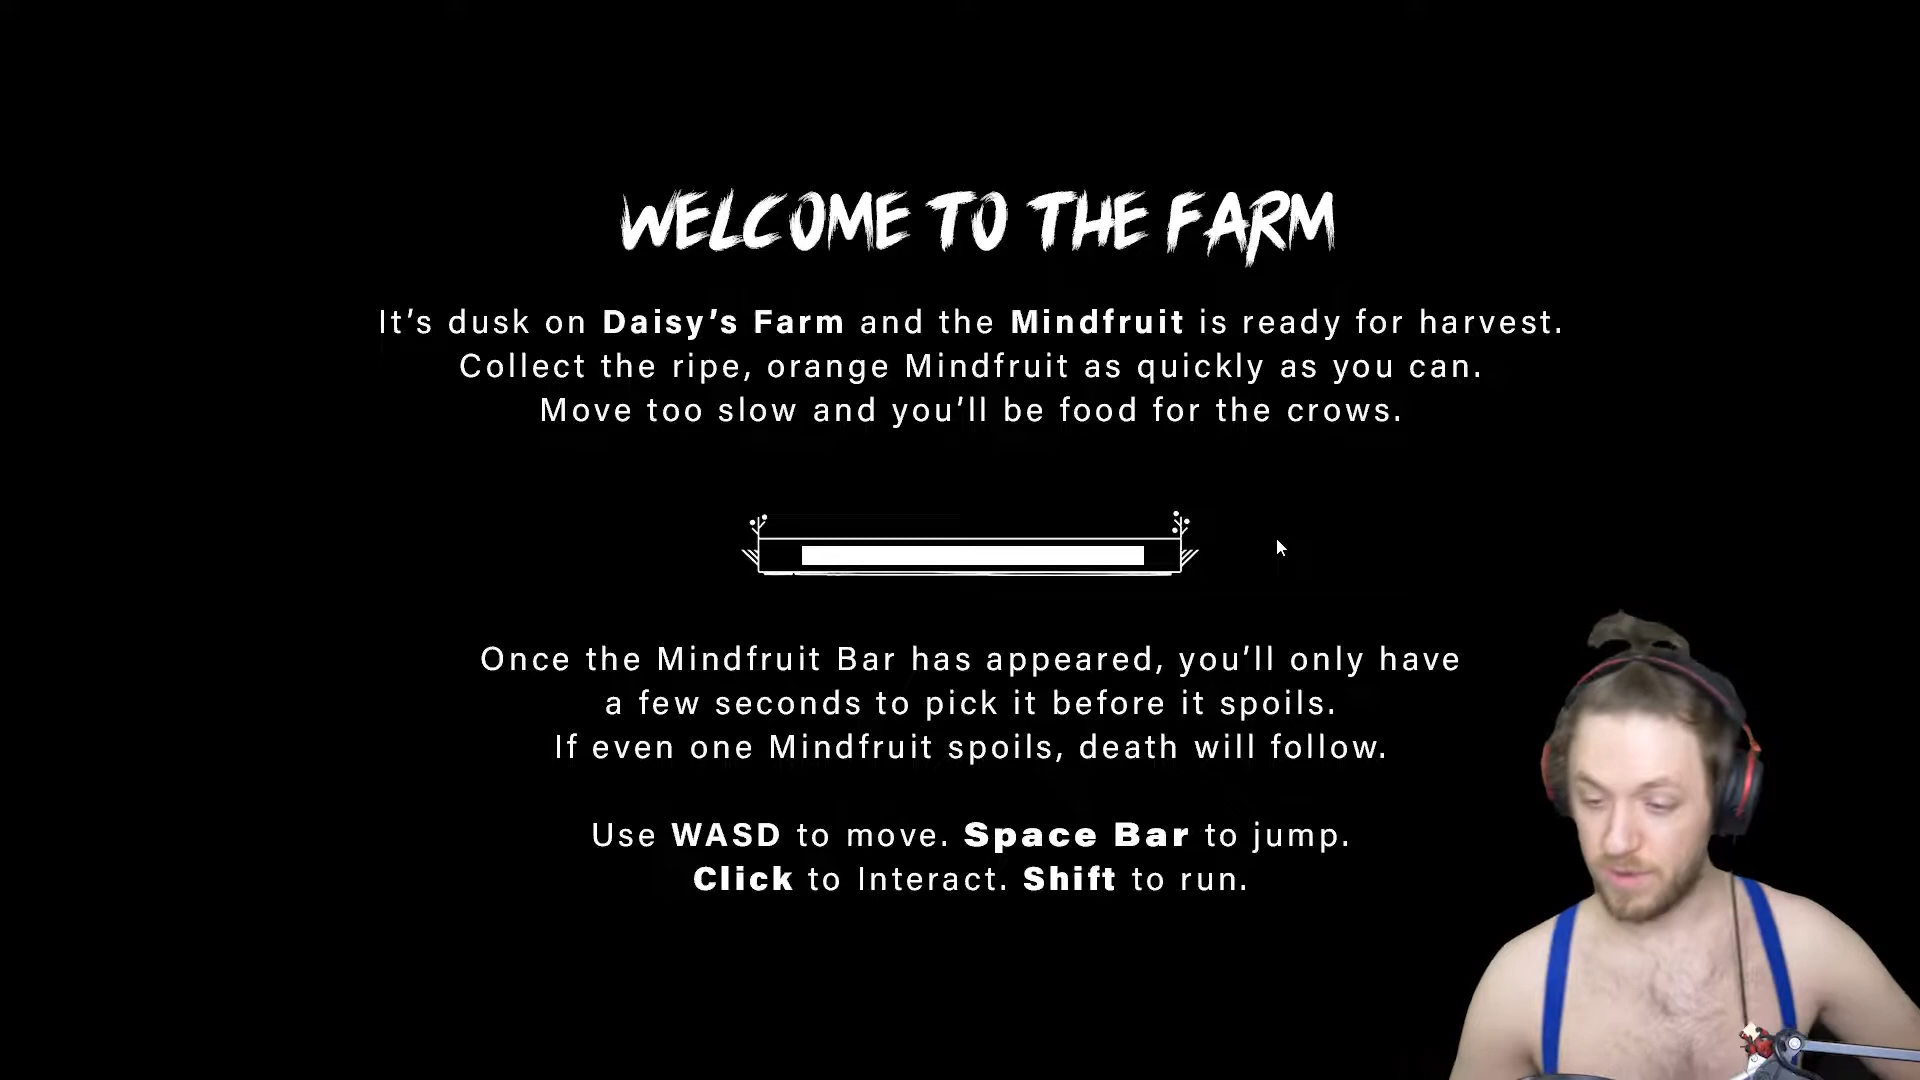 WELCOME TO THE FARM
It’s dusk on Daisy’s Farm and the Mindfruit is ready for harvest.
Collect the ripe, orange Mindfruit as quickly as you can.
Move too slow and you’ll be food for the crows.
Once the Mindfruit Bar has appeared, you’ll only have
a few seconds to pick it before it spoils.
If even one Mindfruit spoils, death will follow.
Use WASD to move. Space Bar to jump.
Click to Interact. Shift to run.